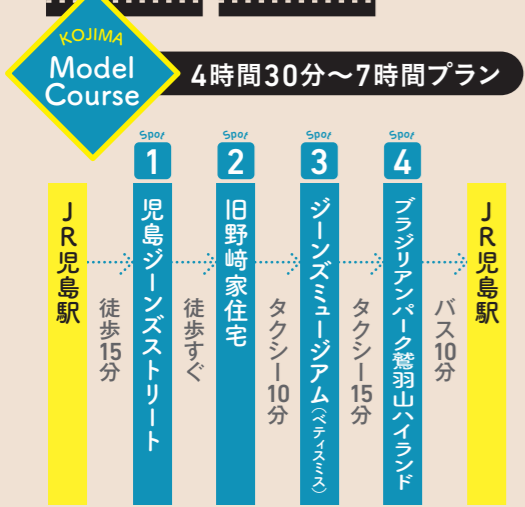 KOJIMA
Model
Course
4時間30分～7時間プラン
JR児島駅
徒歩15分
Spot
1
児島ジーンズストリート
徒歩すぐ
Spot
2
旧野﨑家住宅
タクシー10分
Spot
3
ジーンズミュージアム(ベティスミス)
タクシー15分
Spot
4
ブラジリアンパーク鷲羽山ハイランド
バス10分
JR児島駅